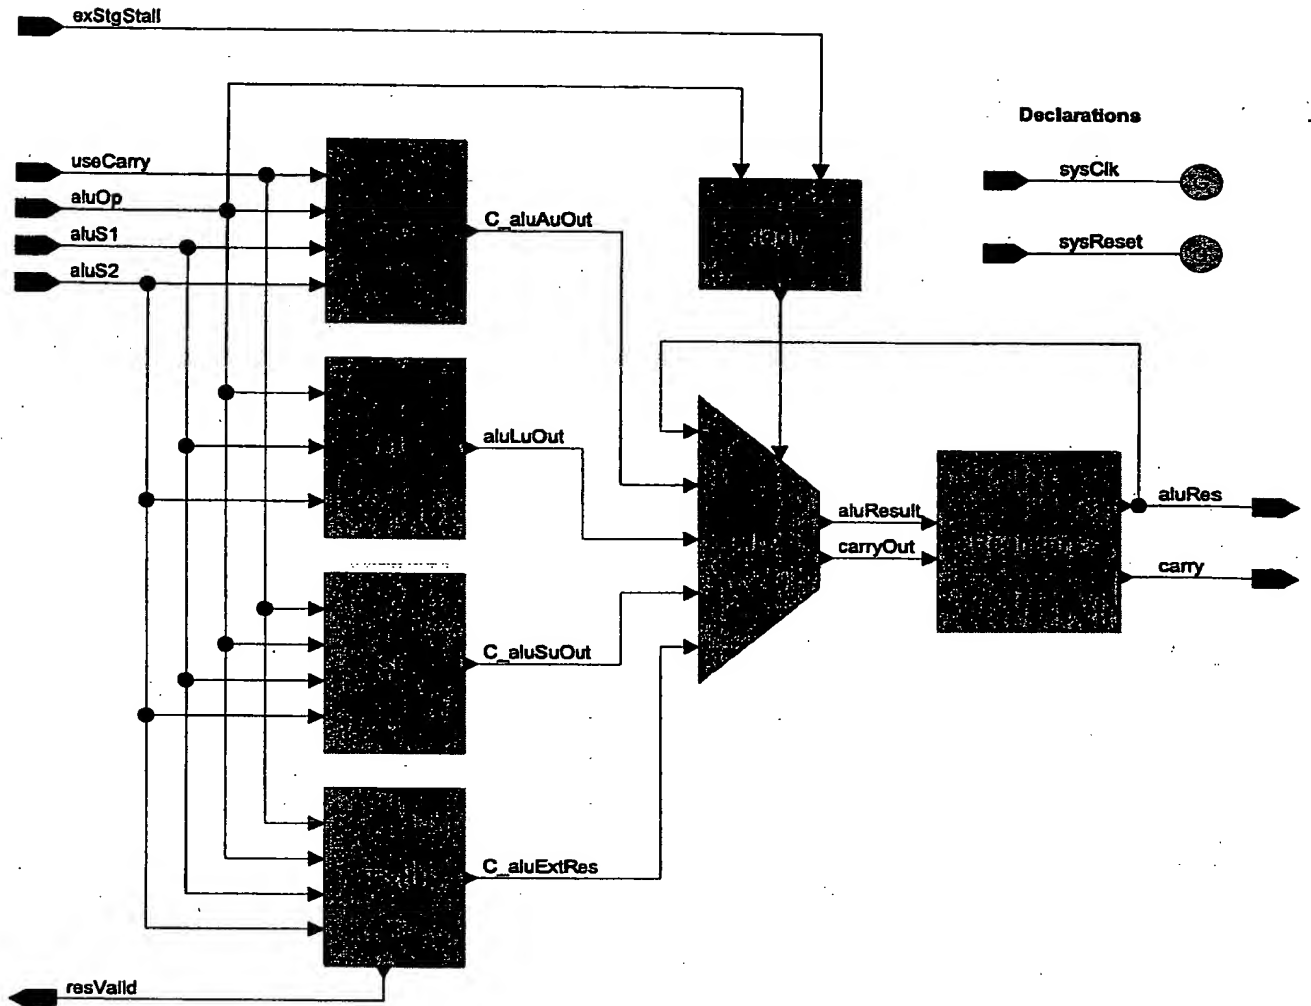 exStgStall
Declarations
useCarry
sysClk
aluOp
C_aluAuOut
aluS1
sysReset
aluS2
aluLuOut
aluResult
aluRes
carryOut
carry
C_aluSuOut
C_aluExtRes
resValid